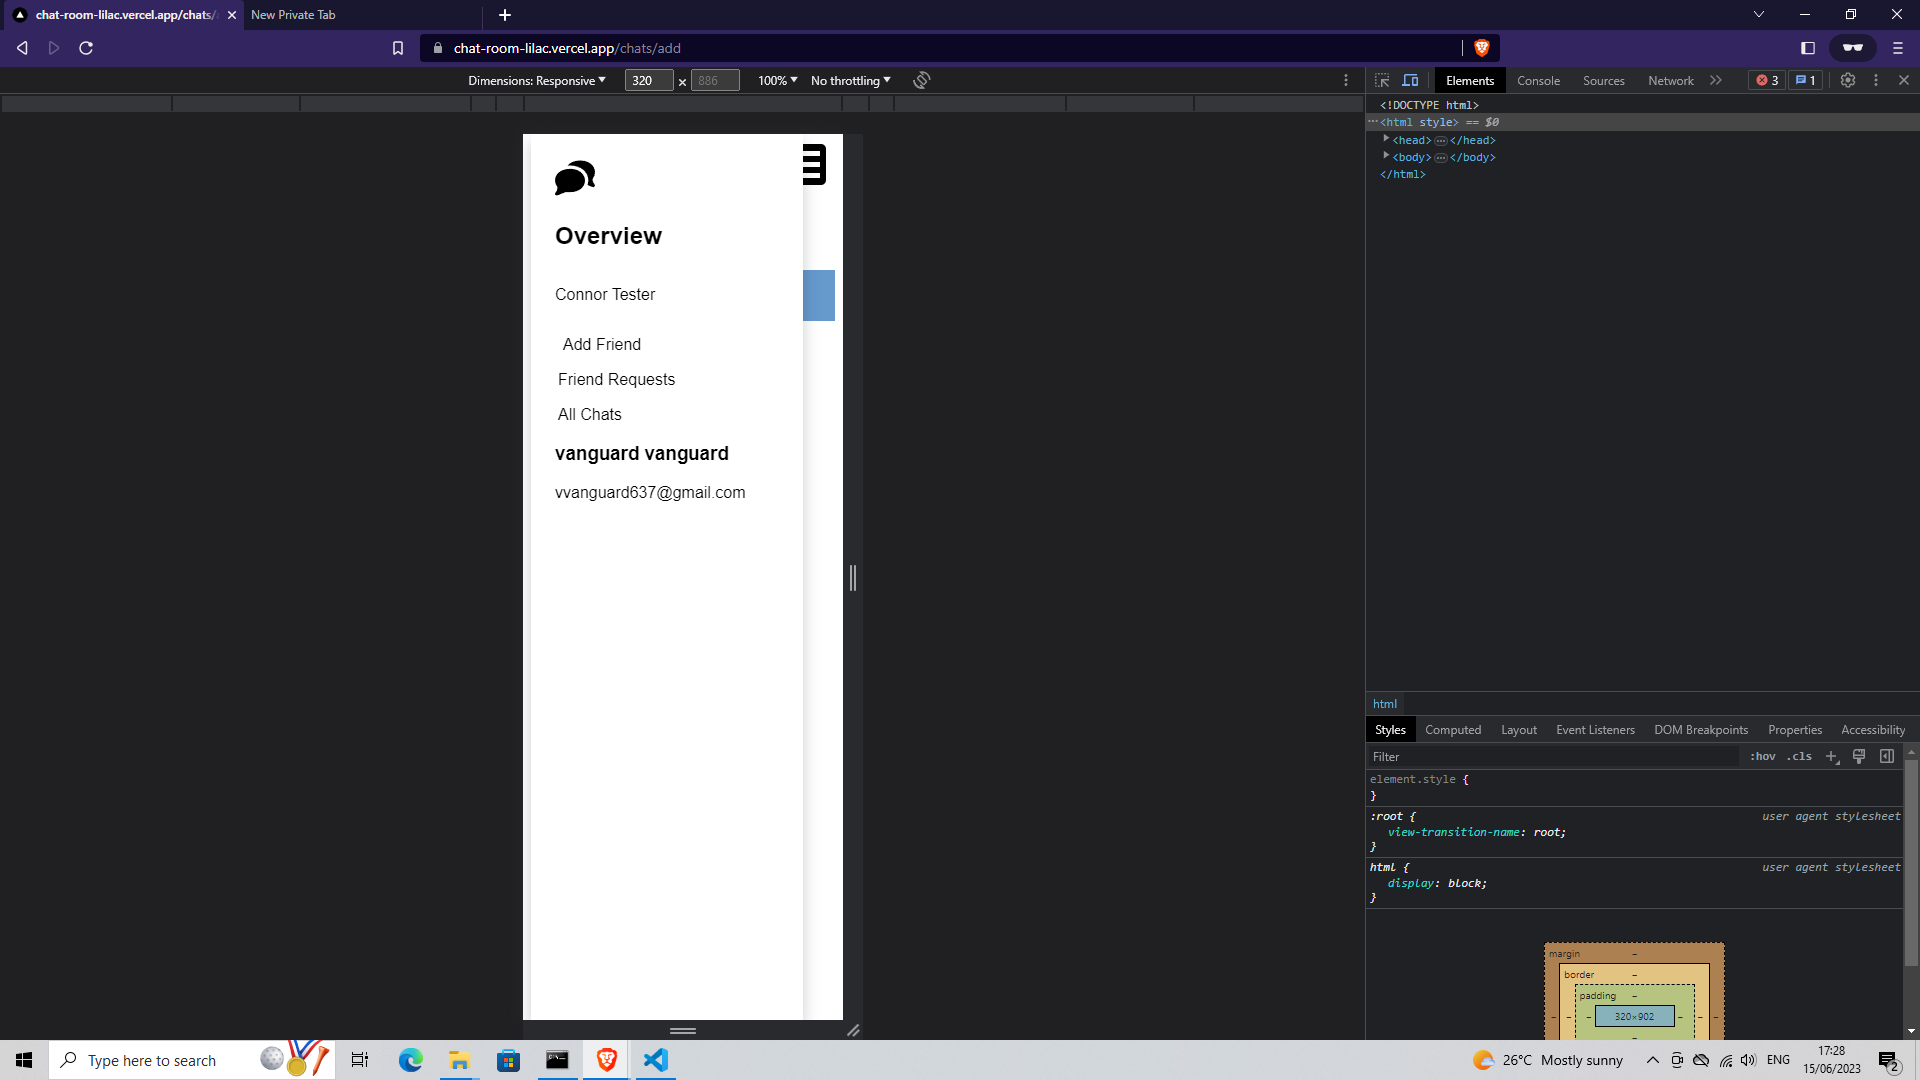 chat-room-lilac.vercel.app/chats/
New Private Tab
chat-room-lilac.vercel.app/chats/add
Dimensions: Responsive
320
×
886
100%
No throttling
Elements
Console
Sources
Network
3
1
<!DOCTYPE html>
<html style> == $0
<head> … </head>
<body> … </body>
</html>
Overview
Connor Tester
Add Friend
Friend Requests
All Chats
vanguard vanguard
vvanguard637@gmail.com
html
Styles
Computed
Layout
Event Listeners
DOM Breakpoints
Properties
Accessibility
Filter
:hov
.cls
element.style {
}
:root {
user agent stylesheet
view-transition-name: root;
}
html {
user agent stylesheet
display: block;
}
margin
–
border
–
padding
–
–
–
–
320×902
–
–
–
–
Type here to search
26°C Mostly sunny
ENG
17:28
15/06/2023
2